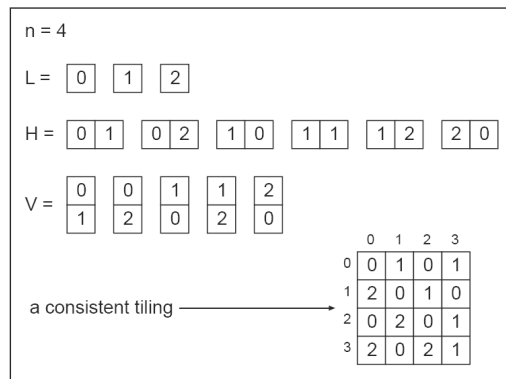 n = 4
L = 0 1 2
H = 0 1 0 2 1 0 1 1 1 2 2 0
V =
0 0 1 1 2
1 2 0 2 0
0 1 2 3
0 0 1 0 1
1 2 0 1 0
a consistent tiling
2 0 2 0 1
3 2 0 2 1